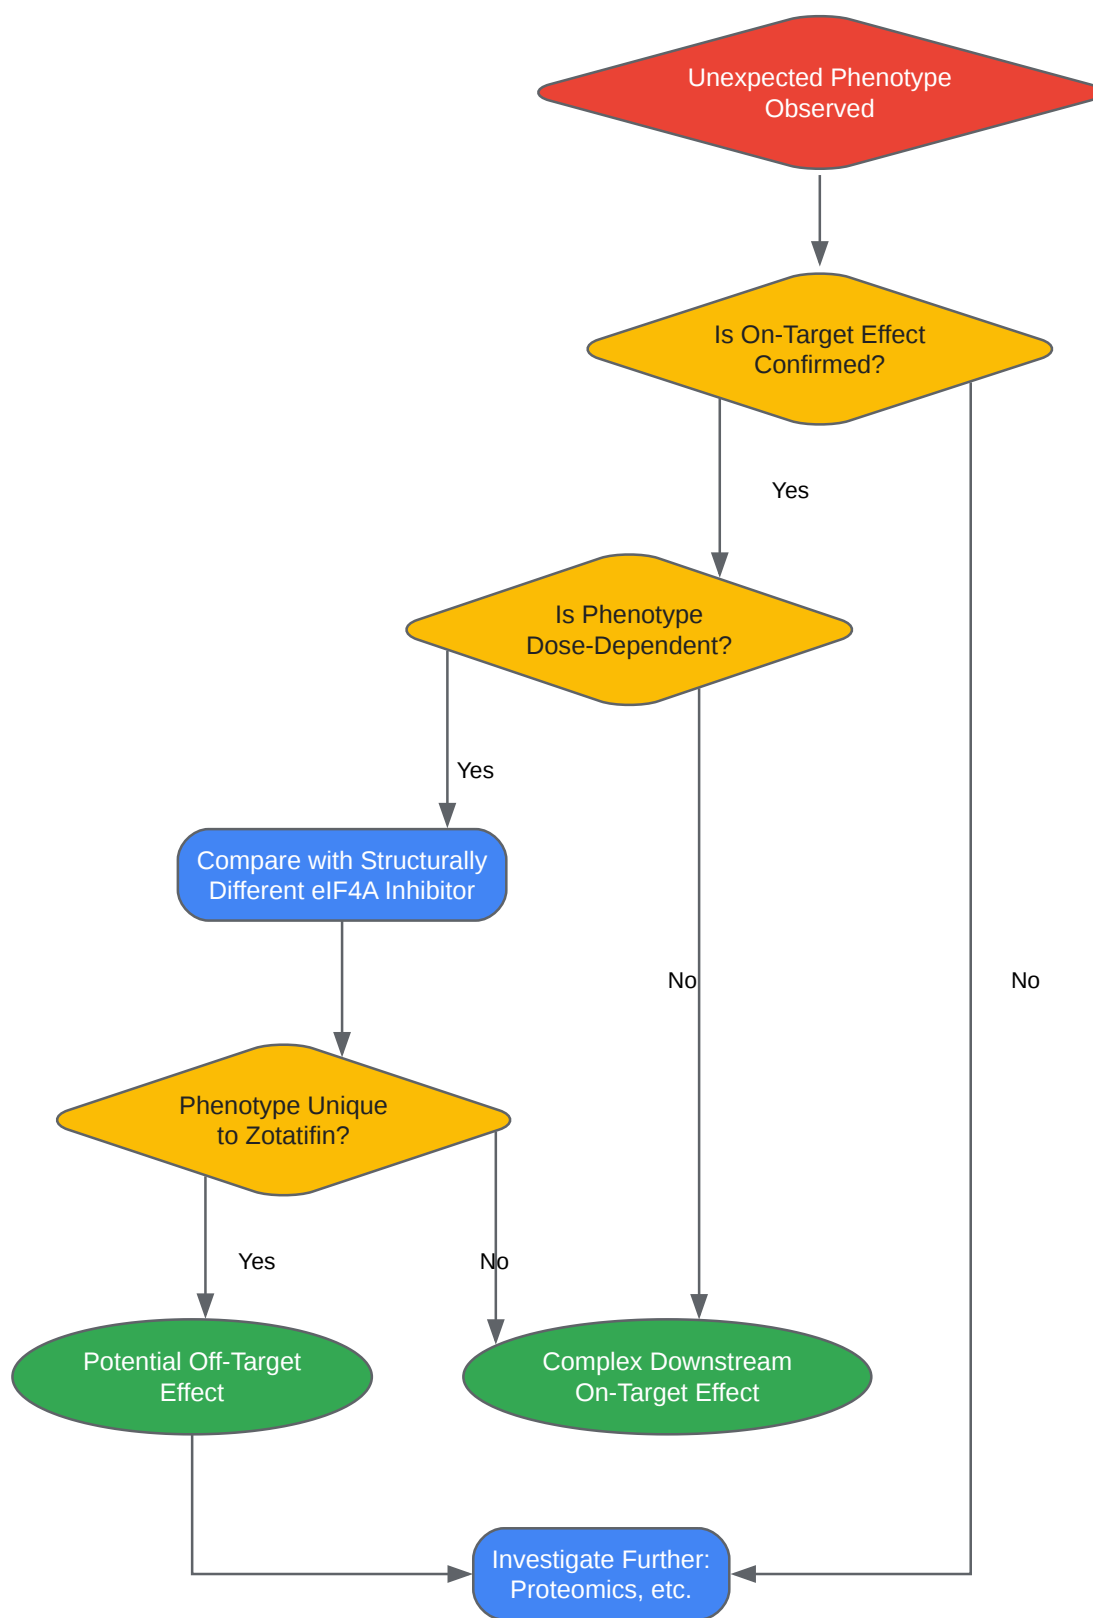 Unexpected Phenotype
Observed
Is On-Target Effect
Confirmed?
Yes
Is Phenotype
Dose-Dependent?
Yes
Compare with Structurally
Different eIF4A Inhibitor
No
No
Phenotype Unique
to Zotatifin?
Yes
No
Potential Off-Target
Effect
Complex Downstream
On-Target Effect
Investigate Further:
Proteomics, etc.